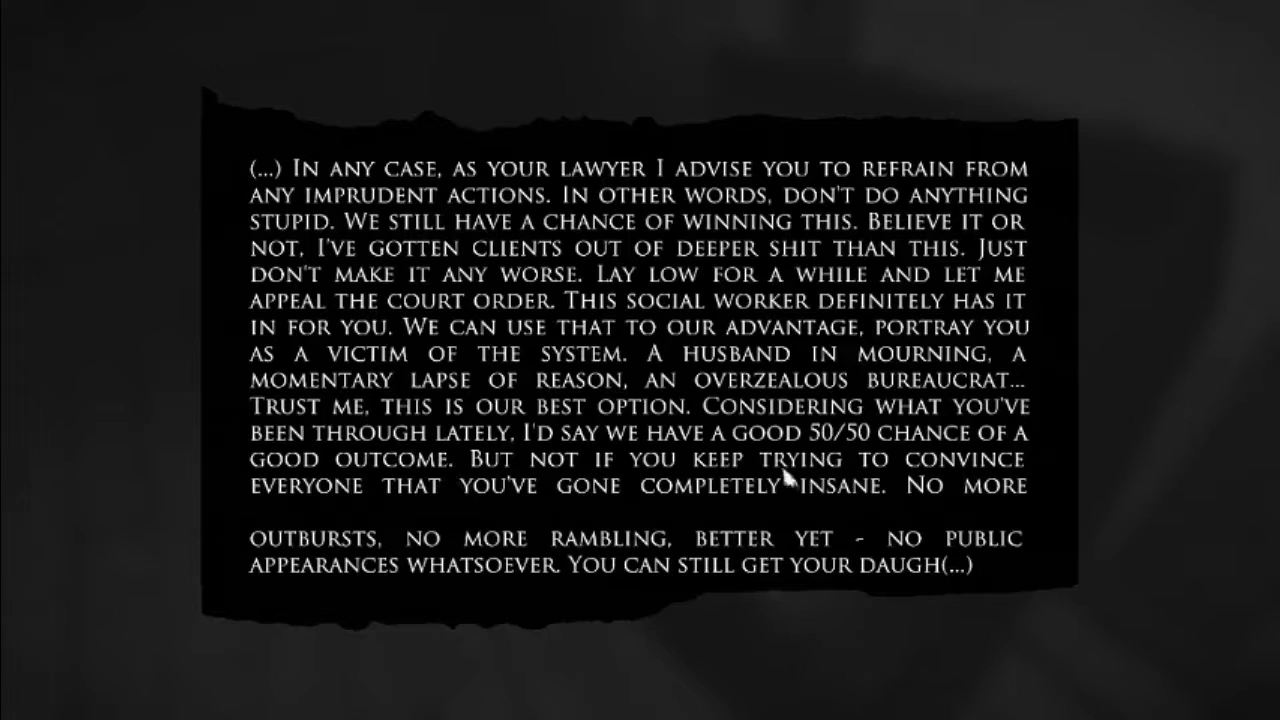 (...) In any case, as your lawyer I advise you to refrain from
any imprudent actions. In other words, don't do anything
stupid. We still have a chance of winning this. Believe it or
not, I've gotten clients out of deeper shit than this. Just
don't make it any worse. Lay low for a while and let me
appeal the court order. This social worker definitely has it
in for you. We can use that to our advantage, portray you
as a victim of the system. A husband in mourning, a
momentary lapse of reason, an overzealous bureaucrat...
Trust me, this is our best option. Considering what you've
been through lately, I'd say we have a good 50/50 chance of a
good outcome. But not if you keep trying to convince
everyone that you've gone completely insane. No more
outbursts, no more rambling, better yet - no public
appearances whatsoever. You can still get your daugh(...)